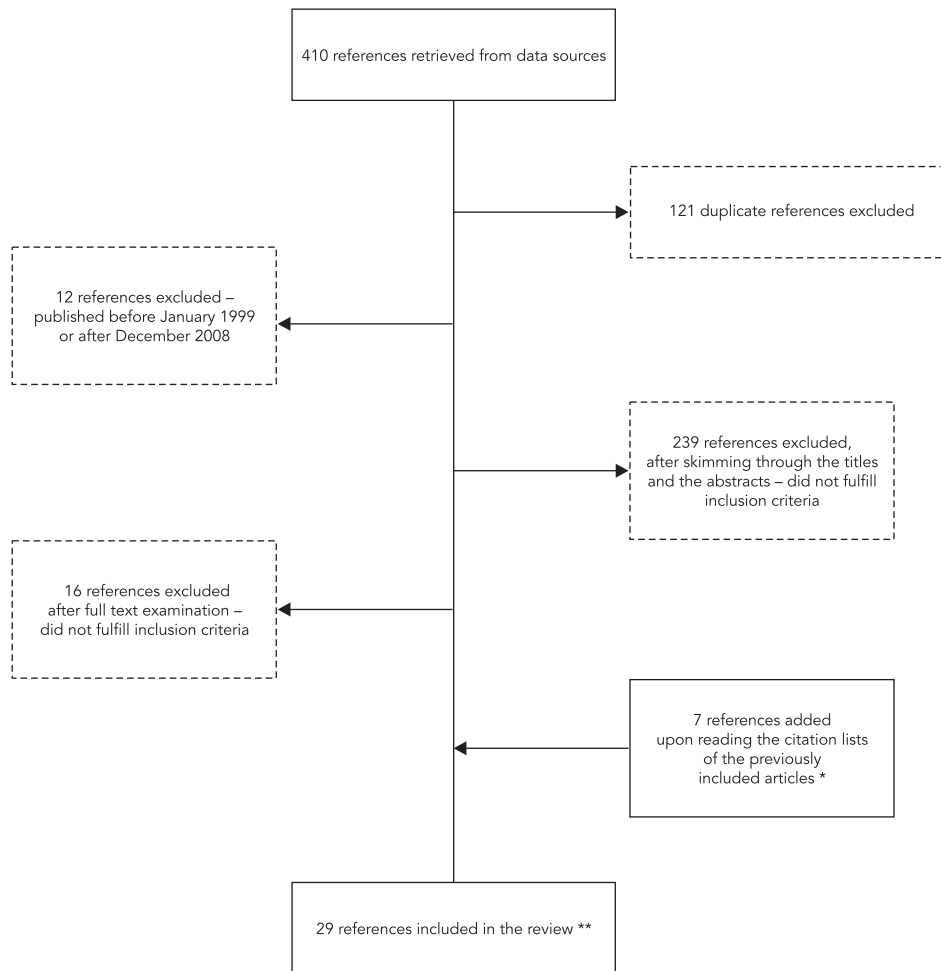 410 references retrieved from data sources
121 duplicate references excluded
12 references excluded –
published before January 1999
or after December 2008
239 references excluded,
after skimming through the titles
and the abstracts – did not fulfill
inclusion criteria
16 references excluded
after full text examination –
did not fulfill inclusion criteria
7 references added
upon reading the citation lists
of the previously
included articles *
29 references included in the review **